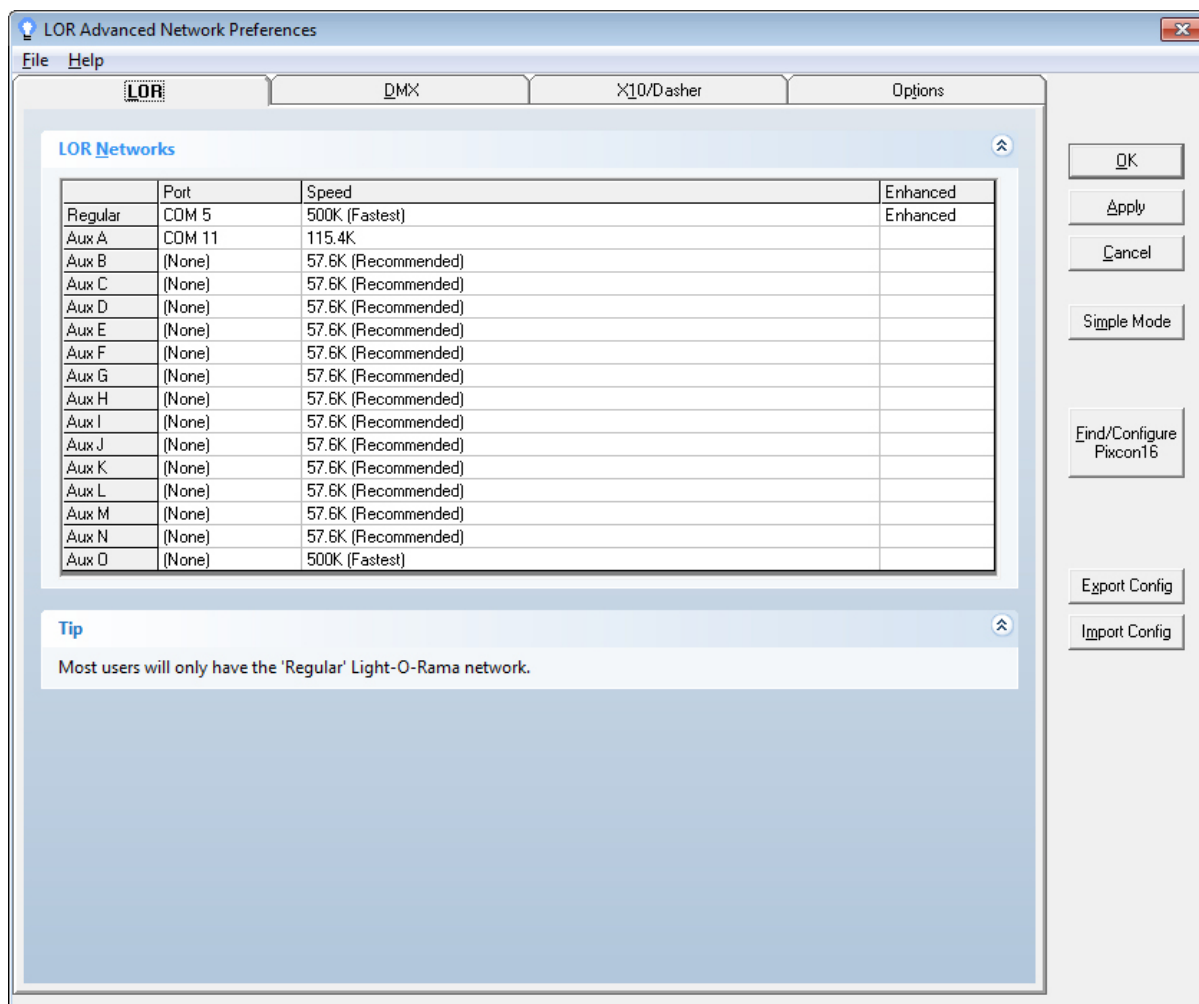 LOR Advanced Network Preferences
File Help
LOR DMX X10/Dasher Options
LOR Networks
Port Speed Enhanced
Regular COM 5 500K (Fastest) Enhanced
Aux A COM 11 115.4K
Aux B (None) 57.6K (Recommended)
Aux C (None) 57.6K (Recommended)
Aux D (None) 57.6K (Recommended)
Aux E (None) 57.6K (Recommended)
Aux F (None) 57.6K (Recommended)
Aux G (None) 57.6K (Recommended)
Aux H (None) 57.6K (Recommended)
Aux I (None) 57.6K (Recommended)
Aux J (None) 57.6K (Recommended)
Aux K (None) 57.6K (Recommended)
Aux L (None) 57.6K (Recommended)
Aux M (None) 57.6K (Recommended)
Aux N (None) 57.6K (Recommended)
Aux O (None) 500K (Fastest)
Tip
Most users will only have the 'Regular' Light-O-Rama network.
OK
Apply
Cancel
Simple Mode
Find/Configure
Pixcon16
Export Config
Import Config